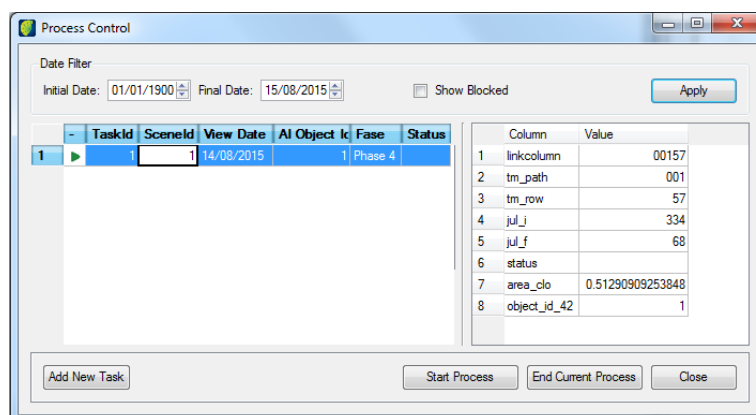 Process Control
Date Filter
Initial Date: 01/01/1900 Final Date: 15/08/2015 Show Blocked Apply
- TaskId SceneId View Date AI Object Ic Fase Status
1 1 1 14/08/2015 1 Phase 4
Column Value
1 linkcolumn 00157
2 tm_path 001
3 tm_row 57
4 jul_i 334
5 jul_f 68
6 status
7 area_clo 0.51290909253848
8 object_id_42 1
Add New Task Start Process End Current Process Close